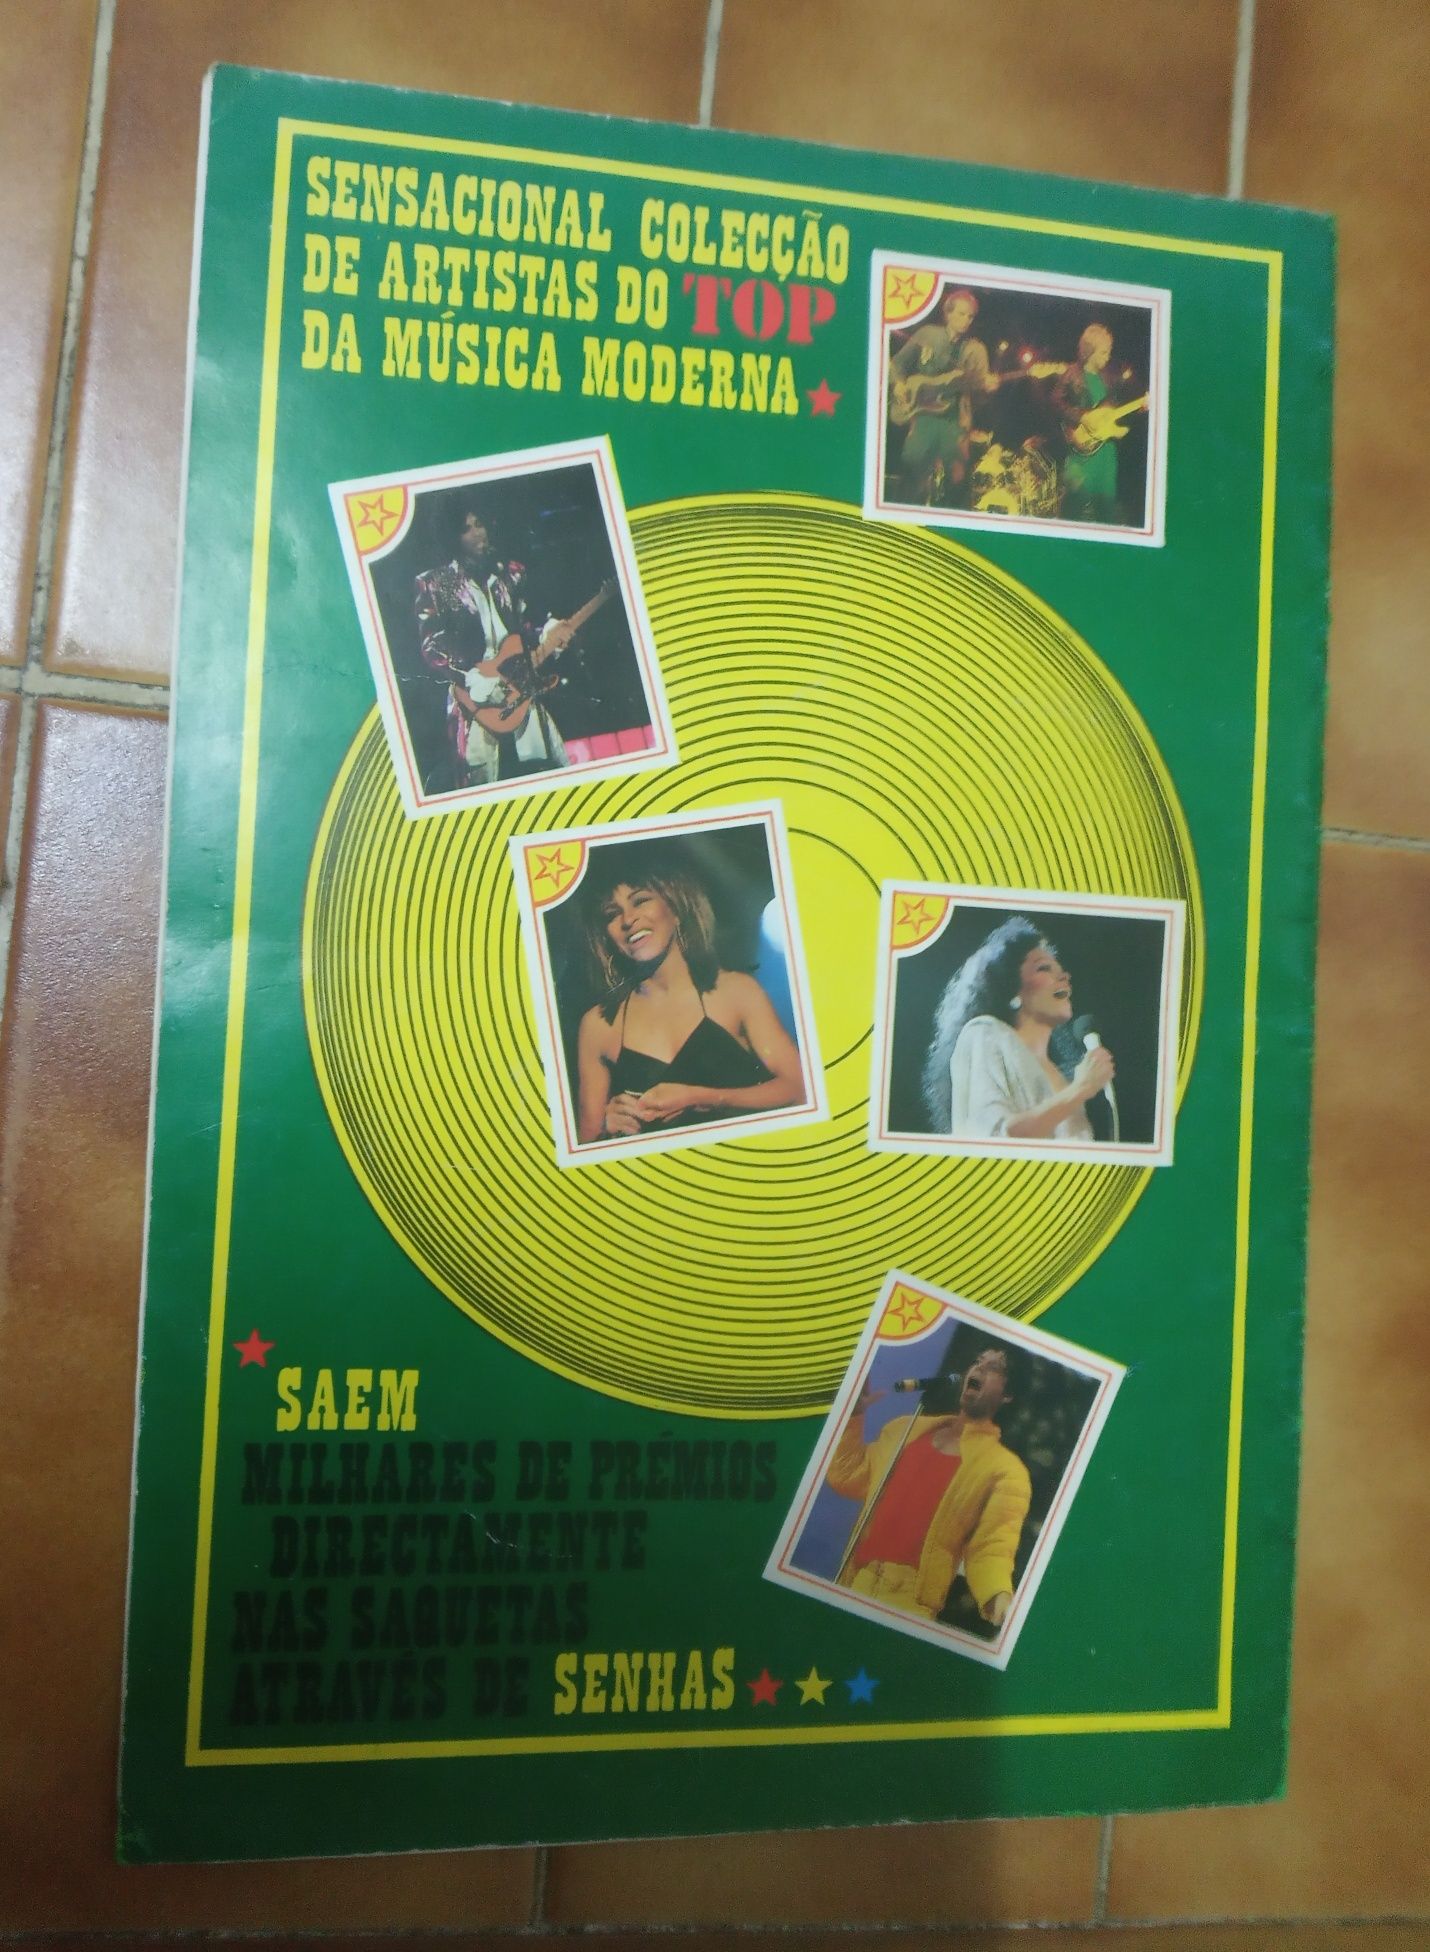 SENSACIONAL COLECÇÃO
DE ARTISTAS DO TOP
DA MÚSICA MODERNA
SAEM
MILHARES DE PRÉMIOS
DIRECTAMENTE
NAS SAQUETAS
ATRAVÉS DE SENHAS